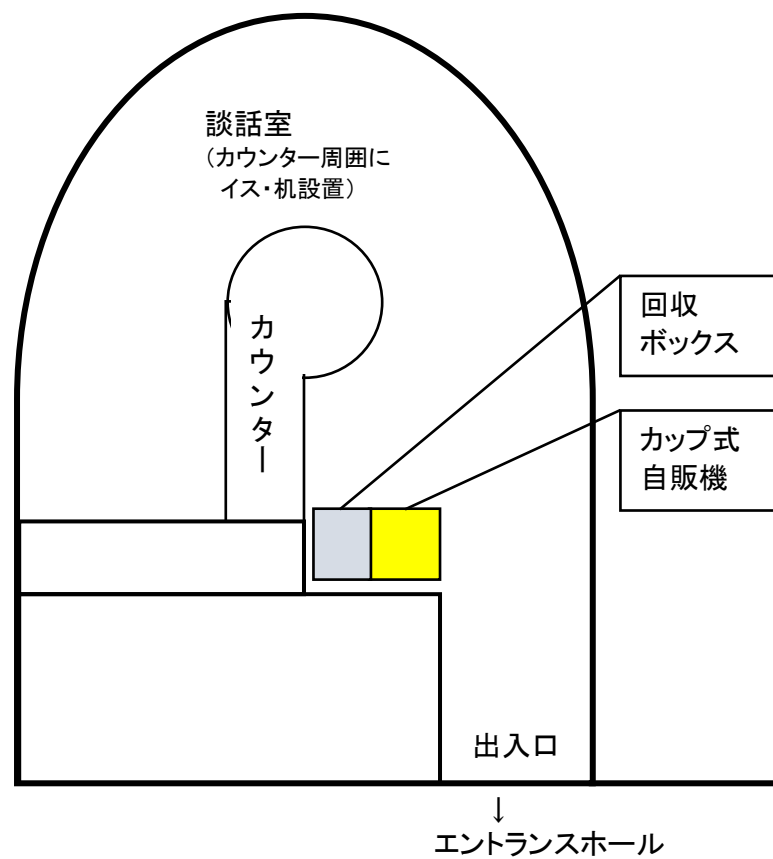 談話室
（カウンター周囲に
イス・机設置）
カウンター
回収
ボックス
カップ式
自販機
出入口
↓
エントランスホール